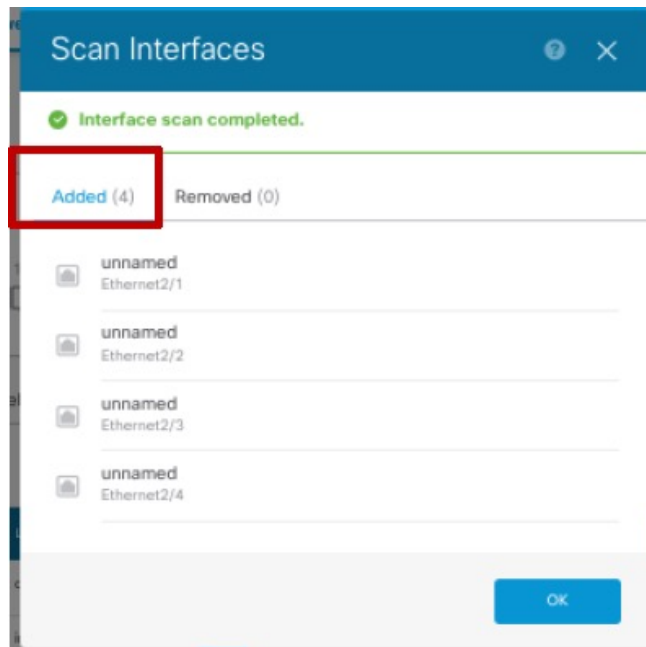 Scan Interfaces
Interface scan completed.
Added (4) Removed (0)
unnamed
Ethernet2/1
unnamed
Ethernet2/2
unnamed
Ethernet2/3
unnamed
Ethernet2/4
OK